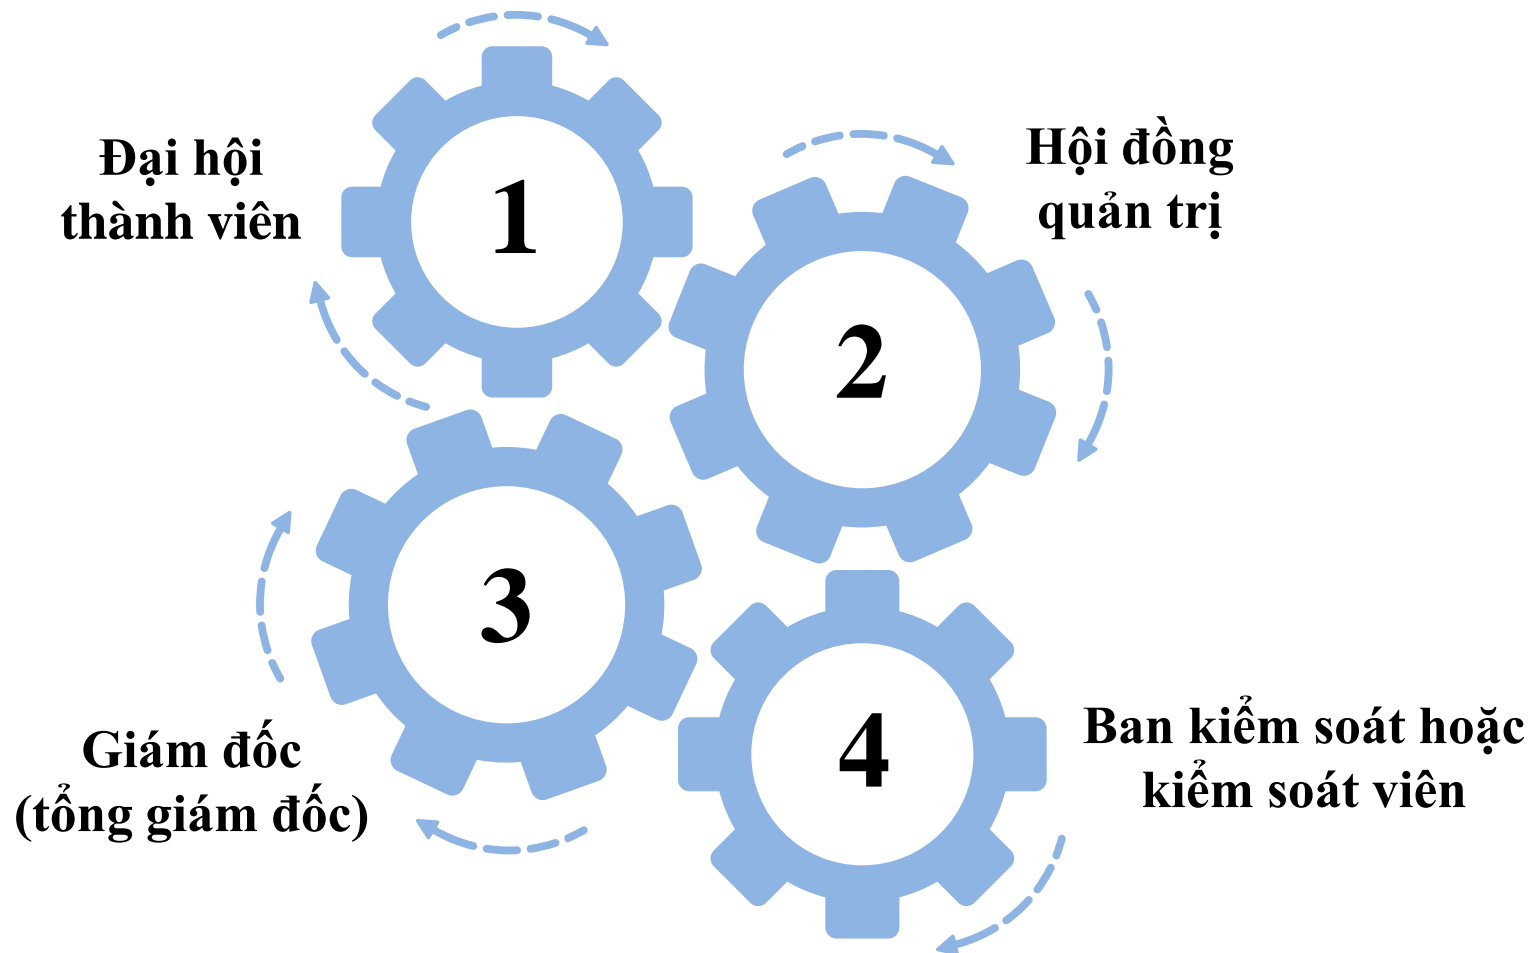 Đại hội
thành viên
1
Hội đồng
quản trị
2
3
Giám đốc
(tổng giám đốc)
4
Ban kiểm soát hoặc
kiểm soát viên